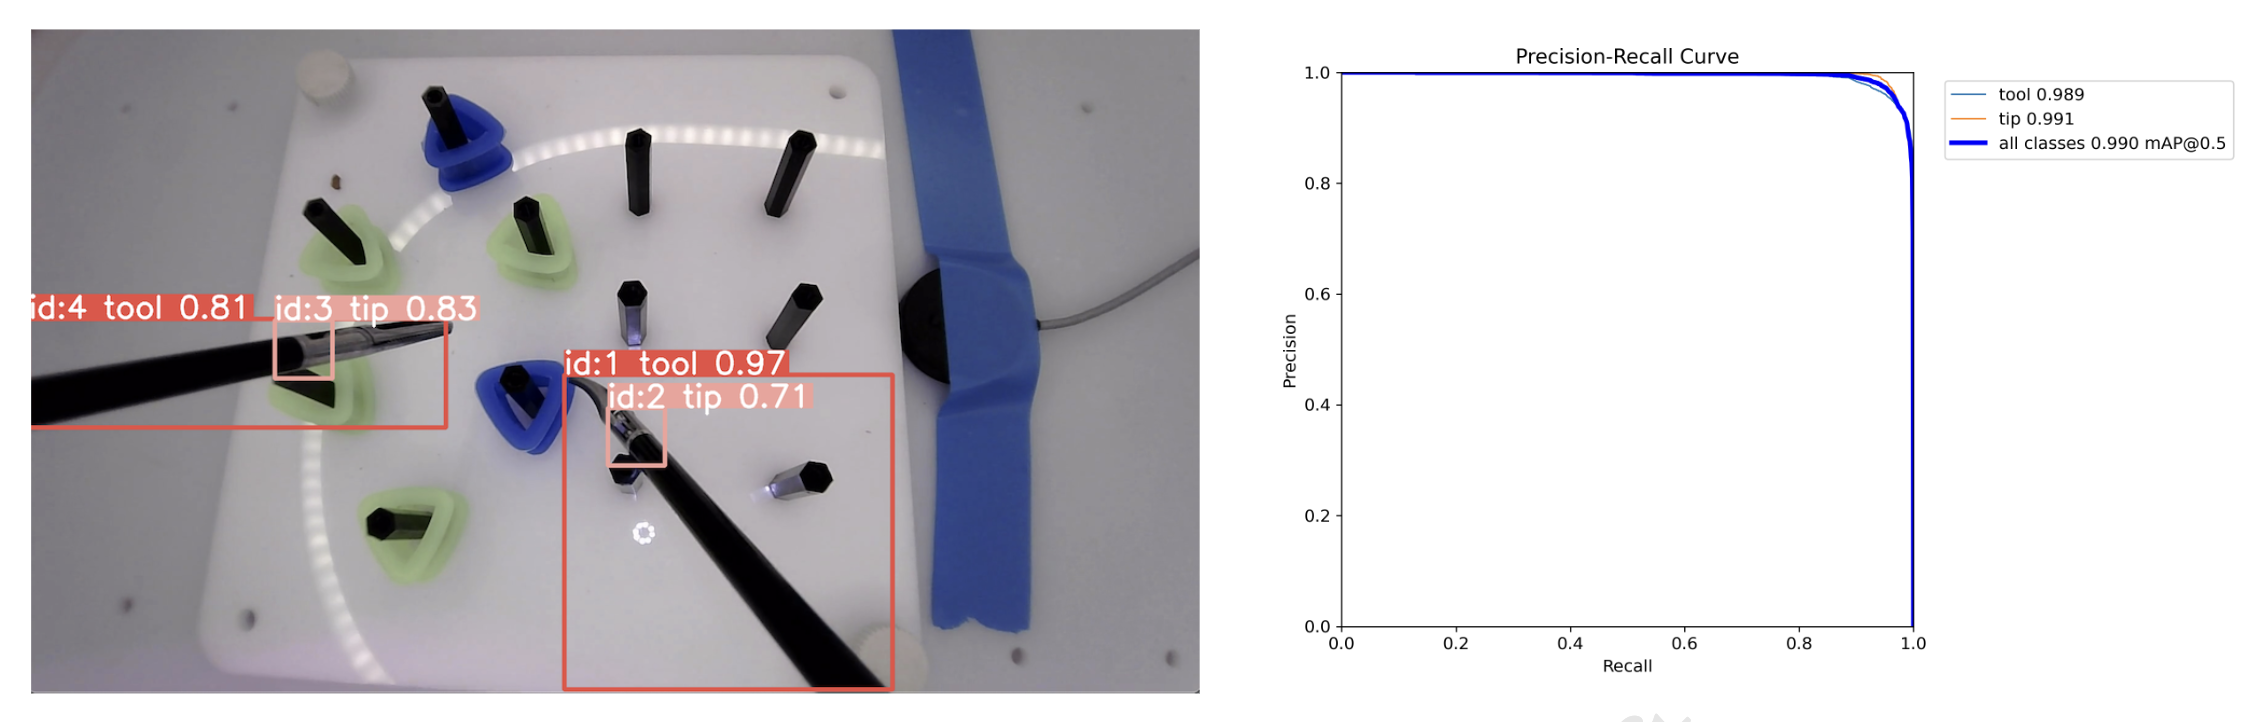 id:4 tool 0.81
id:3 tip 0.83
id:1 tool 0.97
id:2 tip 0.71
Precision-Recall Curve
1.0
0.8
0.6
0.4
0.2
0.0
Precision
0.0 0.2 0.4 0.6 0.8 1.0
Recall
tool 0.989
tip 0.991
all classes 0.990 mAP@0.5